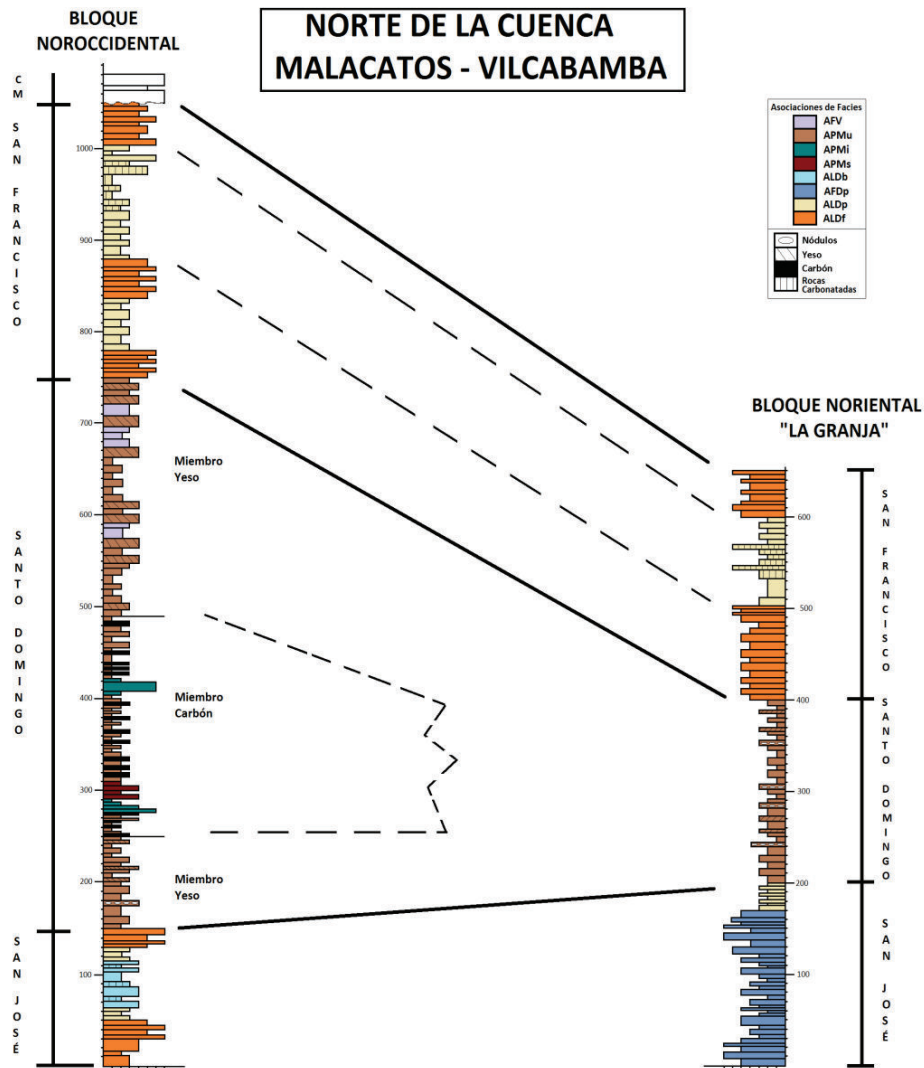 NORTE DE LA CUENCA
MALACATOS - VILCABAMBA
BLOQUE
NOROCCIDENTAL
CM
SAN FRANCISCO
SANTO DOMINGO
SAN JOSÉ
1000
900
800
700
600
500
400
300
200
100
Miembro
Yeso
Miembro
Carbón
Miembro
Yeso
Asociaciones de Facies
AFV
APMu
APMi
APMs
ALDb
AFDp
ALDp
ALDf
Nódulos
Yeso
Carbón
Rocas
Carbonatadas
BLOQUE NORIENTAL
"LA GRANJA"
600
500
400
300
200
100
SAN FRANCISCO
SANTO DOMINGO
SAN JOSÉ